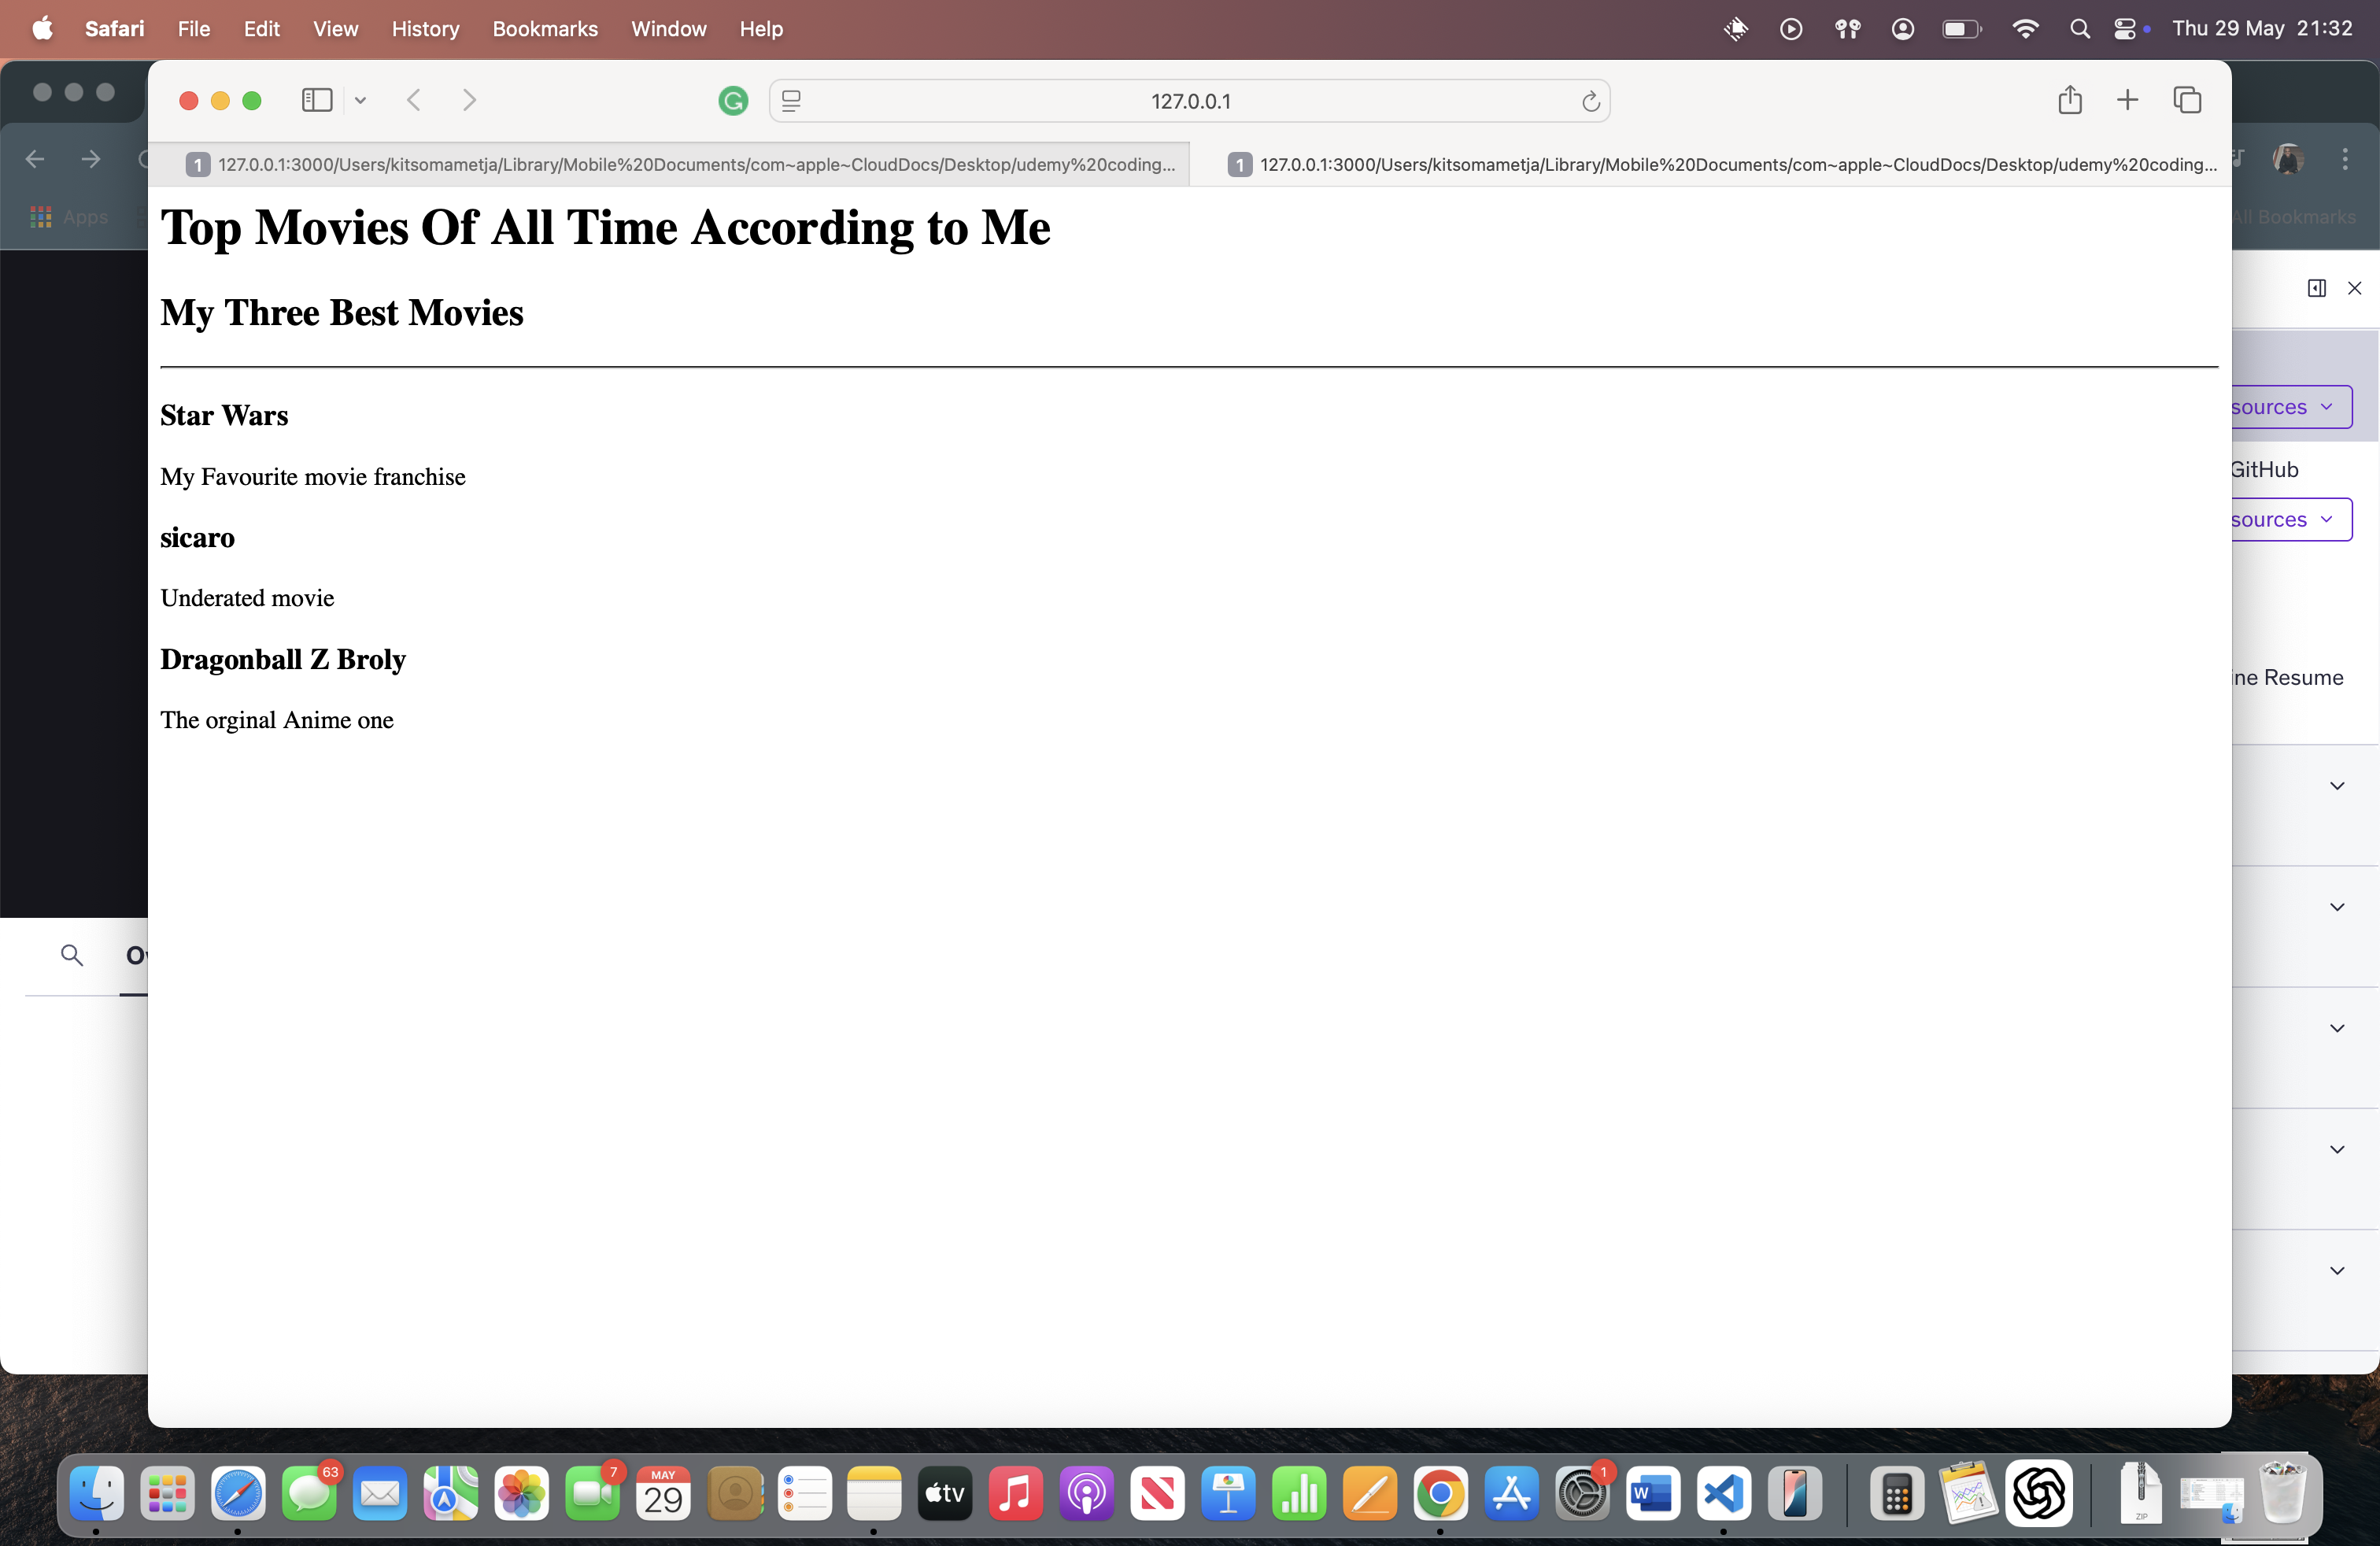 Safari File Edit View History Bookmarks Window Help Thu 29 May 21:32
127.0.0.1
1 127.0.0.1:3000/Users/kitsomametja/Library/Mobile%20Documents/com~apple~CloudDocs/Desktop/udemy%20coding...
1 127.0.0.1:3000/Users/kitsomametja/Library/Mobile%20Documents/com~apple~CloudDocs/Desktop/udemy%20coding...
Apps
All Bookmarks
Top Movies Of All Time According to Me
My Three Best Movies
Star Wars
sources
My Favourite movie franchise
GitHub
sicaro
sources
Underated movie
Dragonball Z Broly
ine Resume
The orginal Anime one
63
7
MAY
29
tv
1
W
ZIP